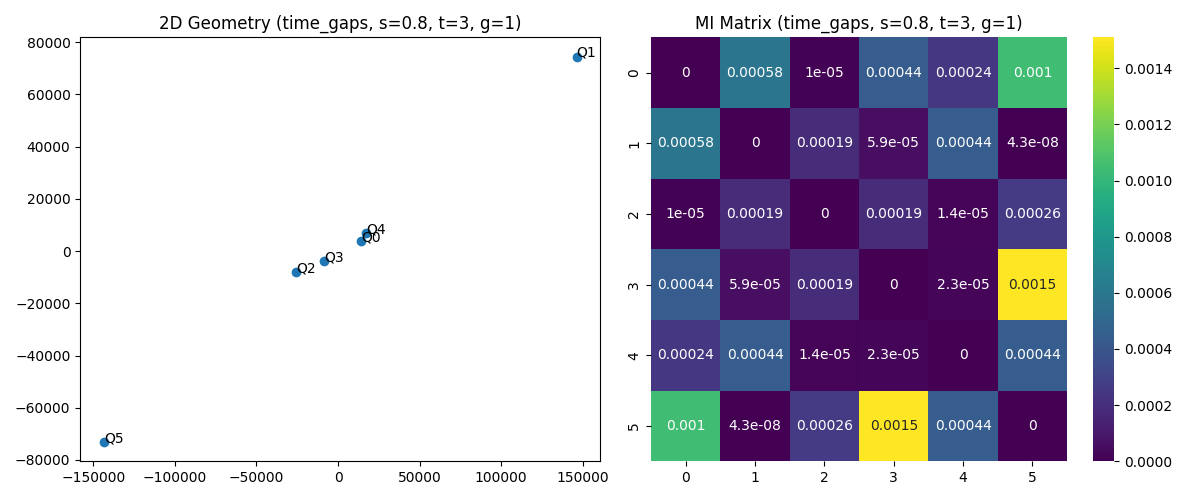 2D Geometry (time_gaps, s=0.8, t=3, g=1)
80000
60000
40000
20000
0
−20000
−40000
−60000
−80000
−150000 −100000 −50000 0 50000 100000 150000
Q1
Q4
Q0
Q3
Q2
Q5
MI Matrix (time_gaps, s=0.8, t=3, g=1)
0 0 0.00058 1e-05 0.00044 0.00024 0.001
1 0.00058 0 0.00019 5.9e-05 0.00044 4.3e-08
2 1e-05 0.00019 0 0.00019 1.4e-05 0.00026
3 0.00044 5.9e-05 0.00019 0 2.3e-05 0.0015
4 0.00024 0.00044 1.4e-05 2.3e-05 0 0.00044
5 0.001 4.3e-08 0.00026 0.0015 0.00044 0
0 1 2 3 4 5
0.0014
0.0012
0.0010
0.0008
0.0006
0.0004
0.0002
0.0000